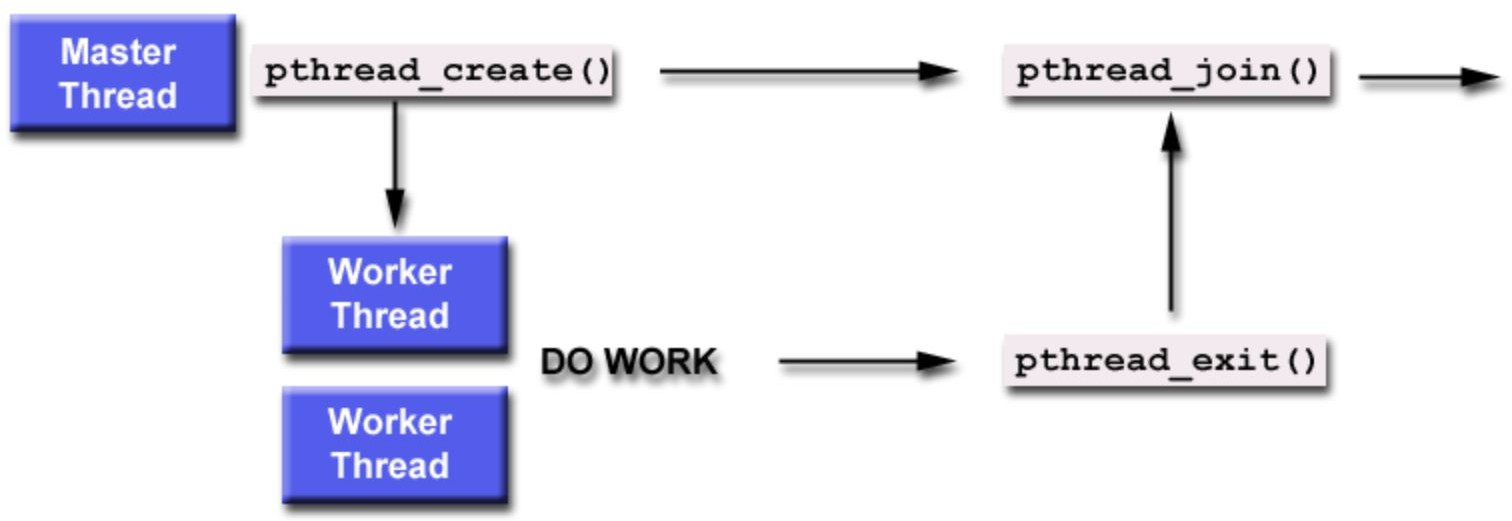 Master
Thread
pthread_create()
pthread_join()
Worker
Thread
DO WORK
pthread_exit()
Worker
Thread